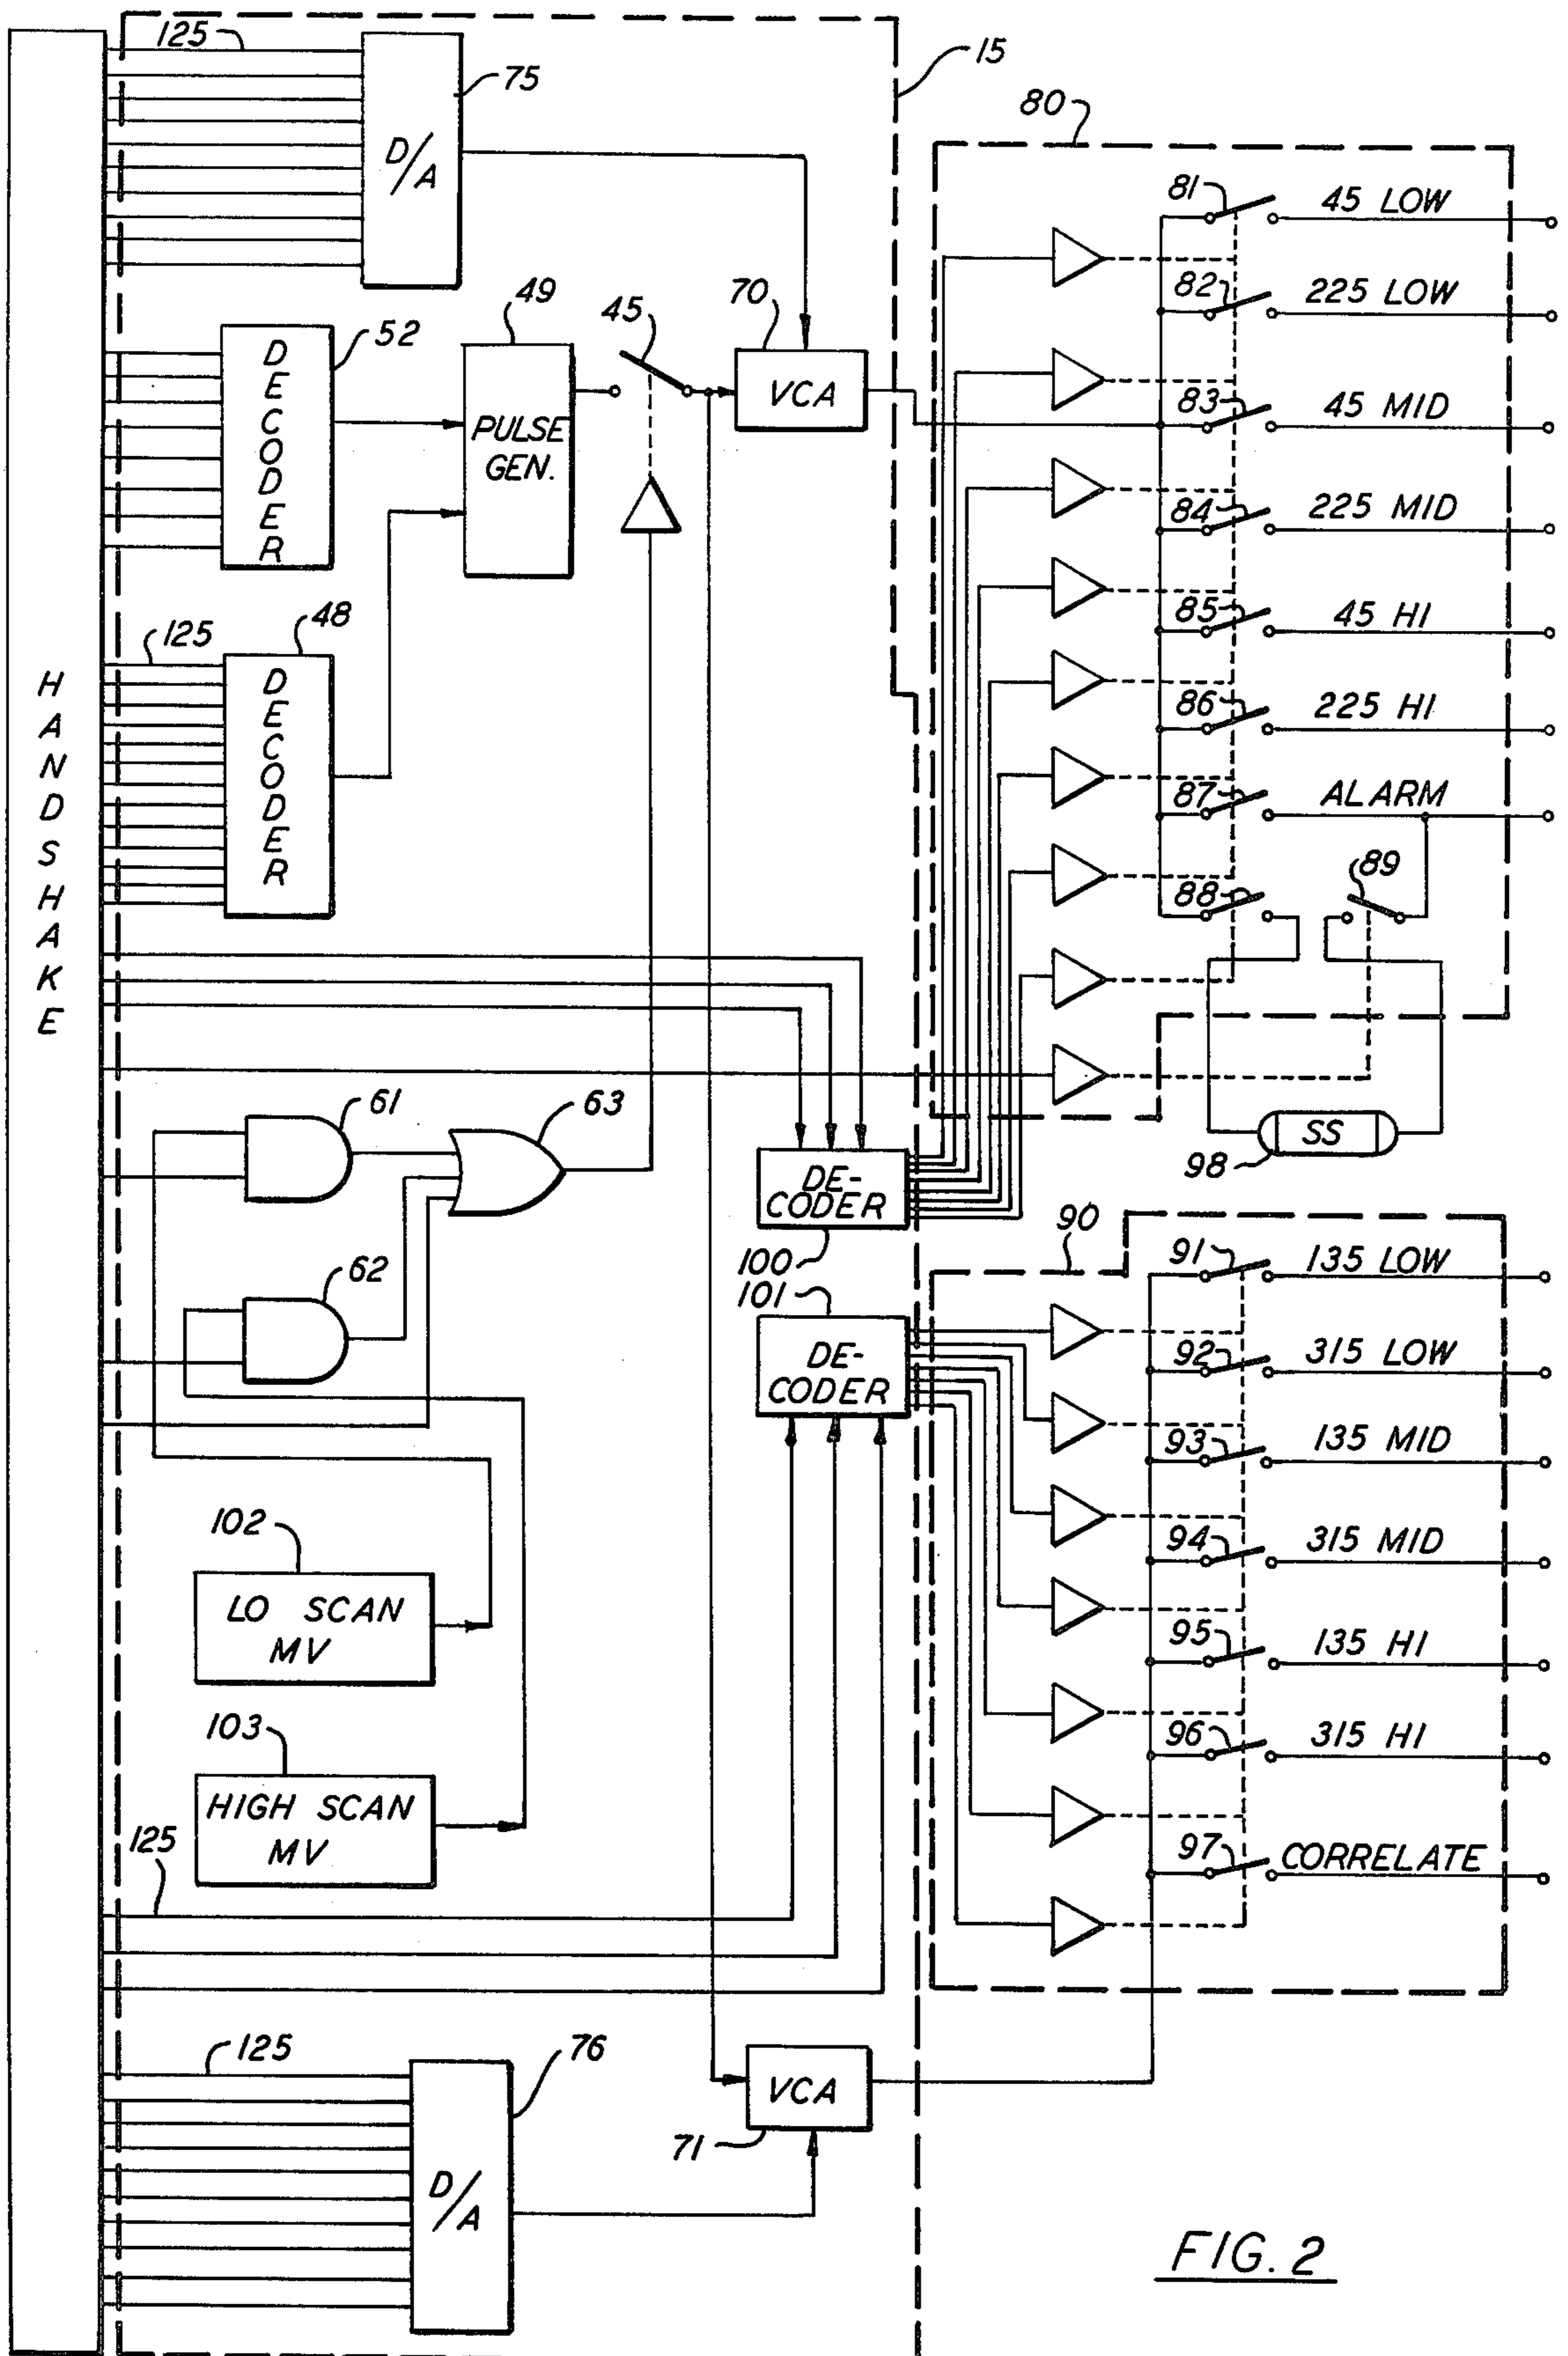 125
75
D/A
15
80
81
45 LOW
82
225 LOW
83
45 MID
84
225 MID
85
45 HI
86
225 HI
87
ALARM
88
89
SS
98
52
DECODER
49
PULSE
GEN.
45
70
VCA
125
48
DECODER
HANDSHAKE
61
63
62
DE-
CODER
100
101
DE-
CODER
90
91
135 LOW
92
315 LOW
93
135 MID
94
315 MID
95
135 HI
96
315 HI
97
CORRELATE
102
LO SCAN
MV
103
HIGH SCAN
MV
125
125
76
D/A
VCA
71
FIG. 2